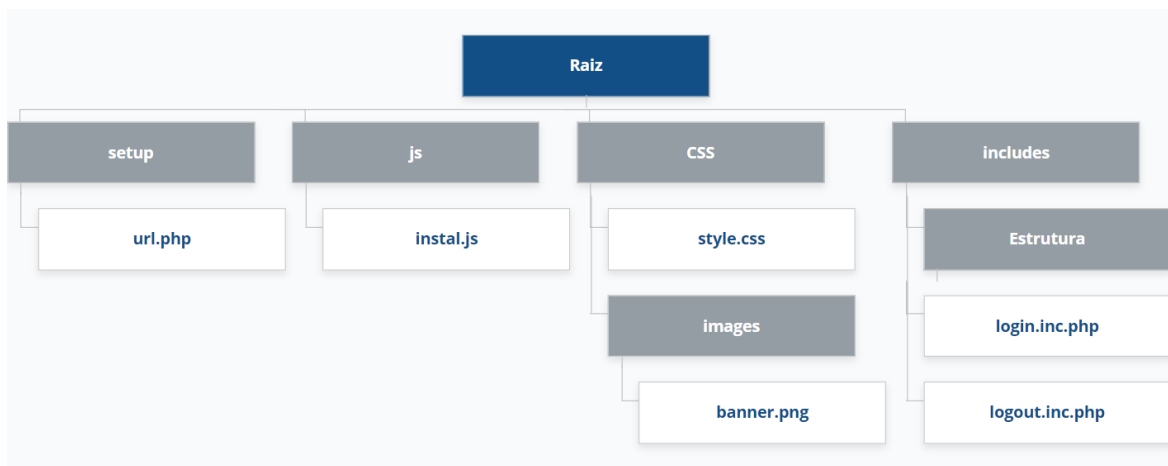 Raiz
setup
js
CSS
includes
url.php
instal.js
style.css
Estrutura
images
login.inc.php
banner.png
logout.inc.php